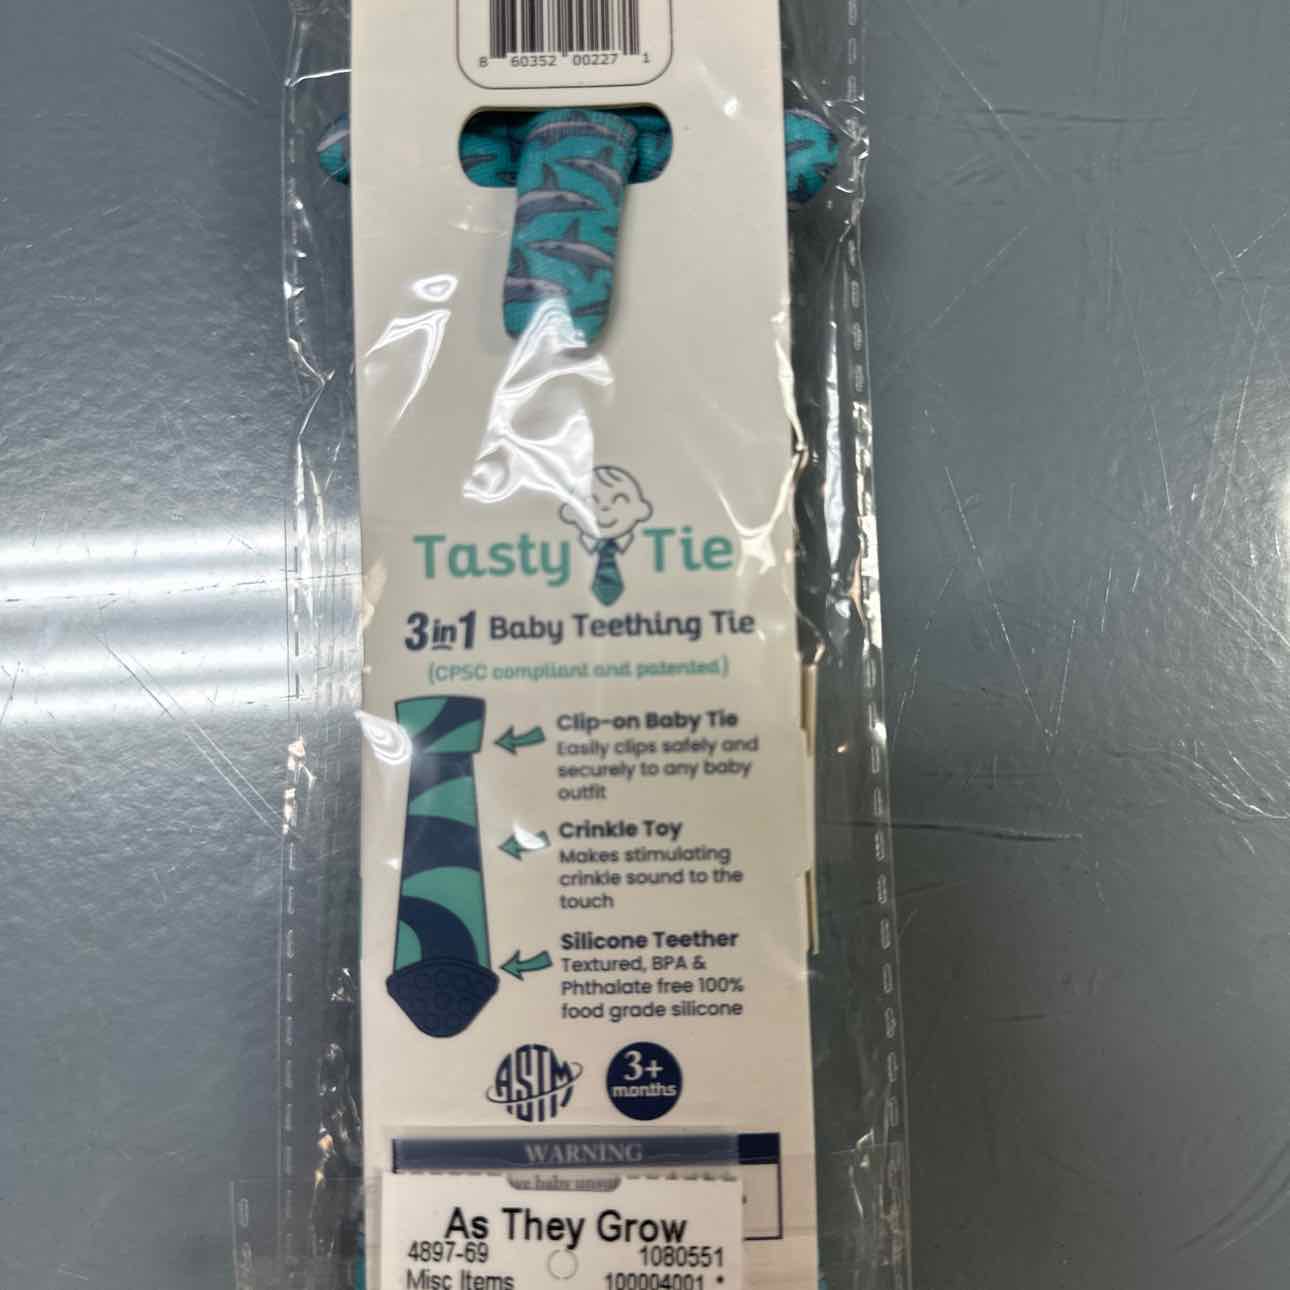 8 60352 00227 1
Tasty Tie
3in1 Baby Teething Tie
(CPSC compliant and patented)
Clip-on Baby Tie
Easily clips safely and
securely to any baby
outfit
Crinkle Toy
Makes stimulating
crinkle sound to the
touch
Silicone Teether
Textured, BPA &
Phthalate free 100%
food grade silicone
ASTM
3+
months
WARNING
baby
As They Grow
4897-69 1080551
Misc Items 100004001 *